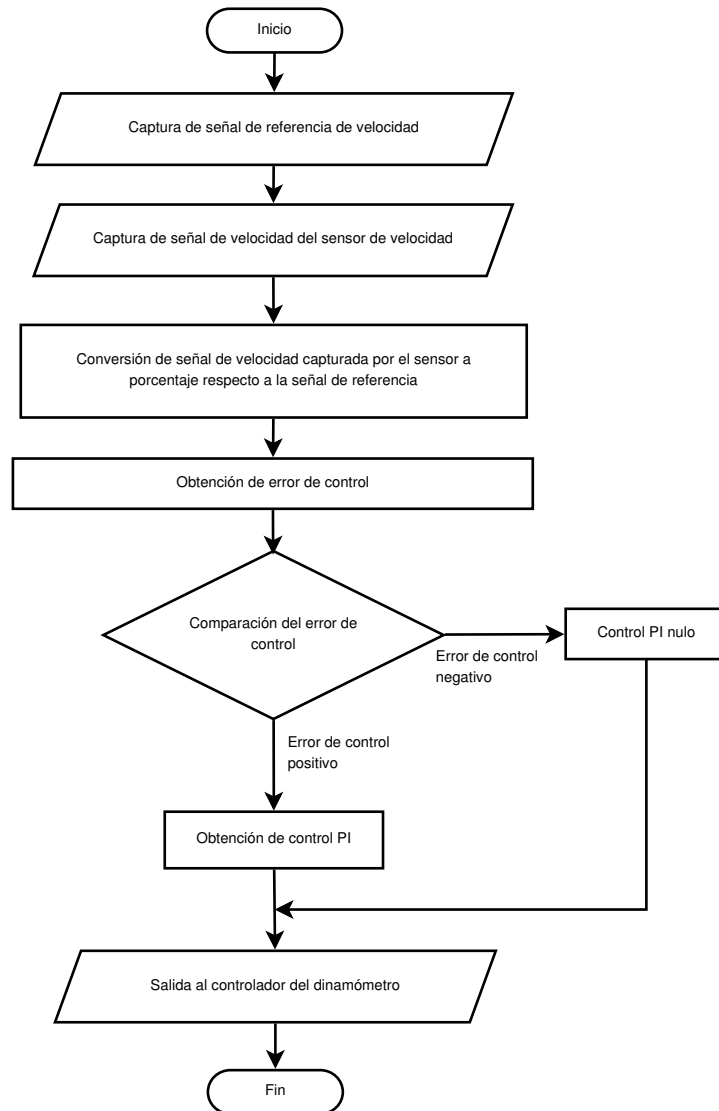 Inicio
Captura de señal de referencia de velocidad
Captura de señal de velocidad del sensor de velocidad
Conversión de señal de velocidad capturada por el sensor a
porcentaje respecto a la señal de referencia
Obtención de error de control
Comparación del error de
control
Error de control
negativo
Control PI nulo
Error de control
positivo
Obtención de control PI
Salida al controlador del dinamómetro
Fin